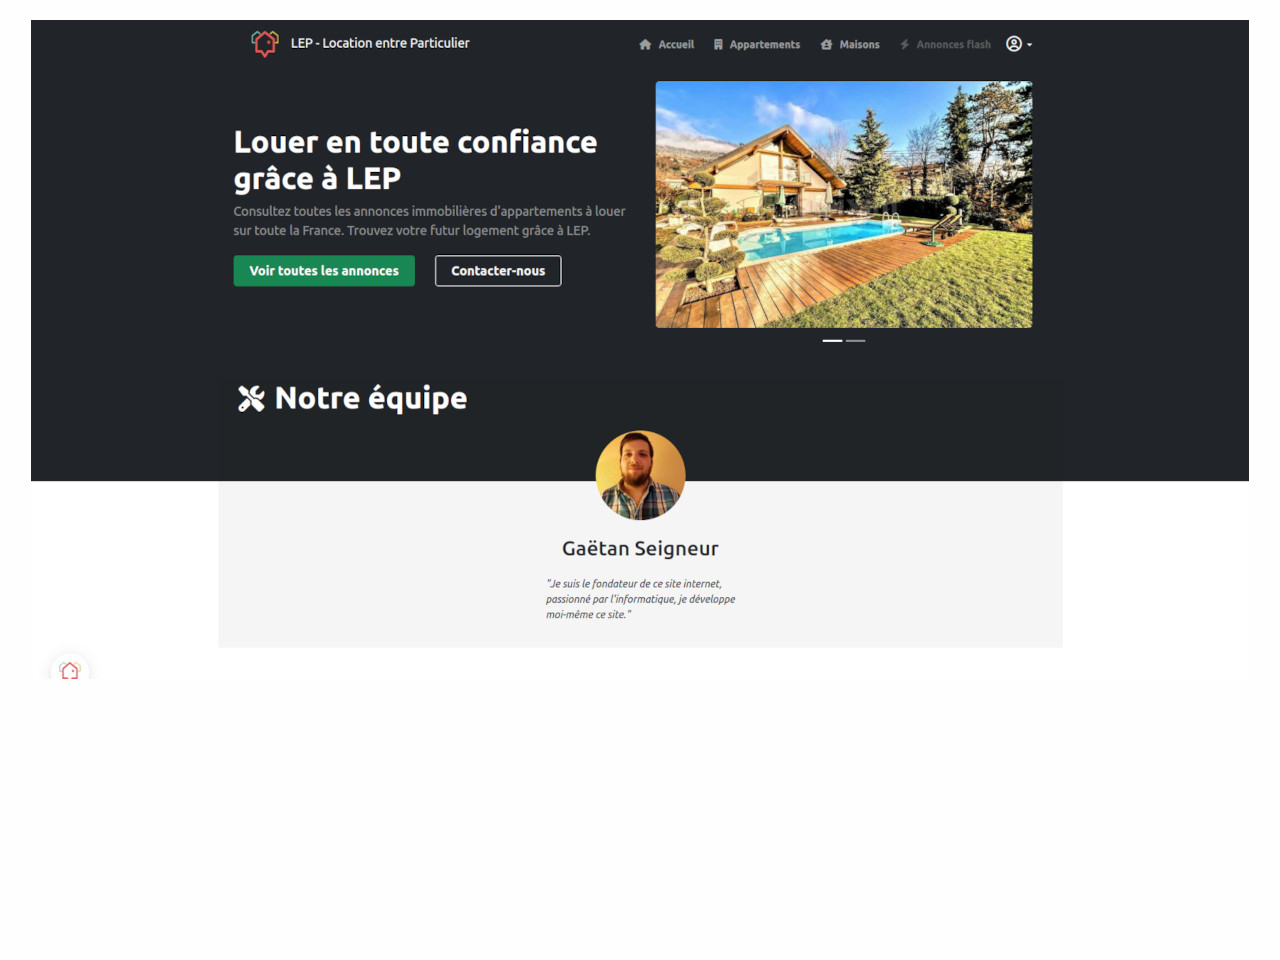 LEP - Location entre Particulier
Accueil
Appartements
Maisons
Annonces flash
Louer en toute confiance
grâce à LEP
Consultez toutes les annonces immobilières d'appartements à louer
sur toute la France. Trouvez votre futur logement grâce à LEP.
Voir toutes les annonces
Contacter-nous
Notre équipe
Gaëtan Seigneur
"Je suis le fondateur de ce site internet,
passionné par l'informatique, je développe
moi-même ce site."